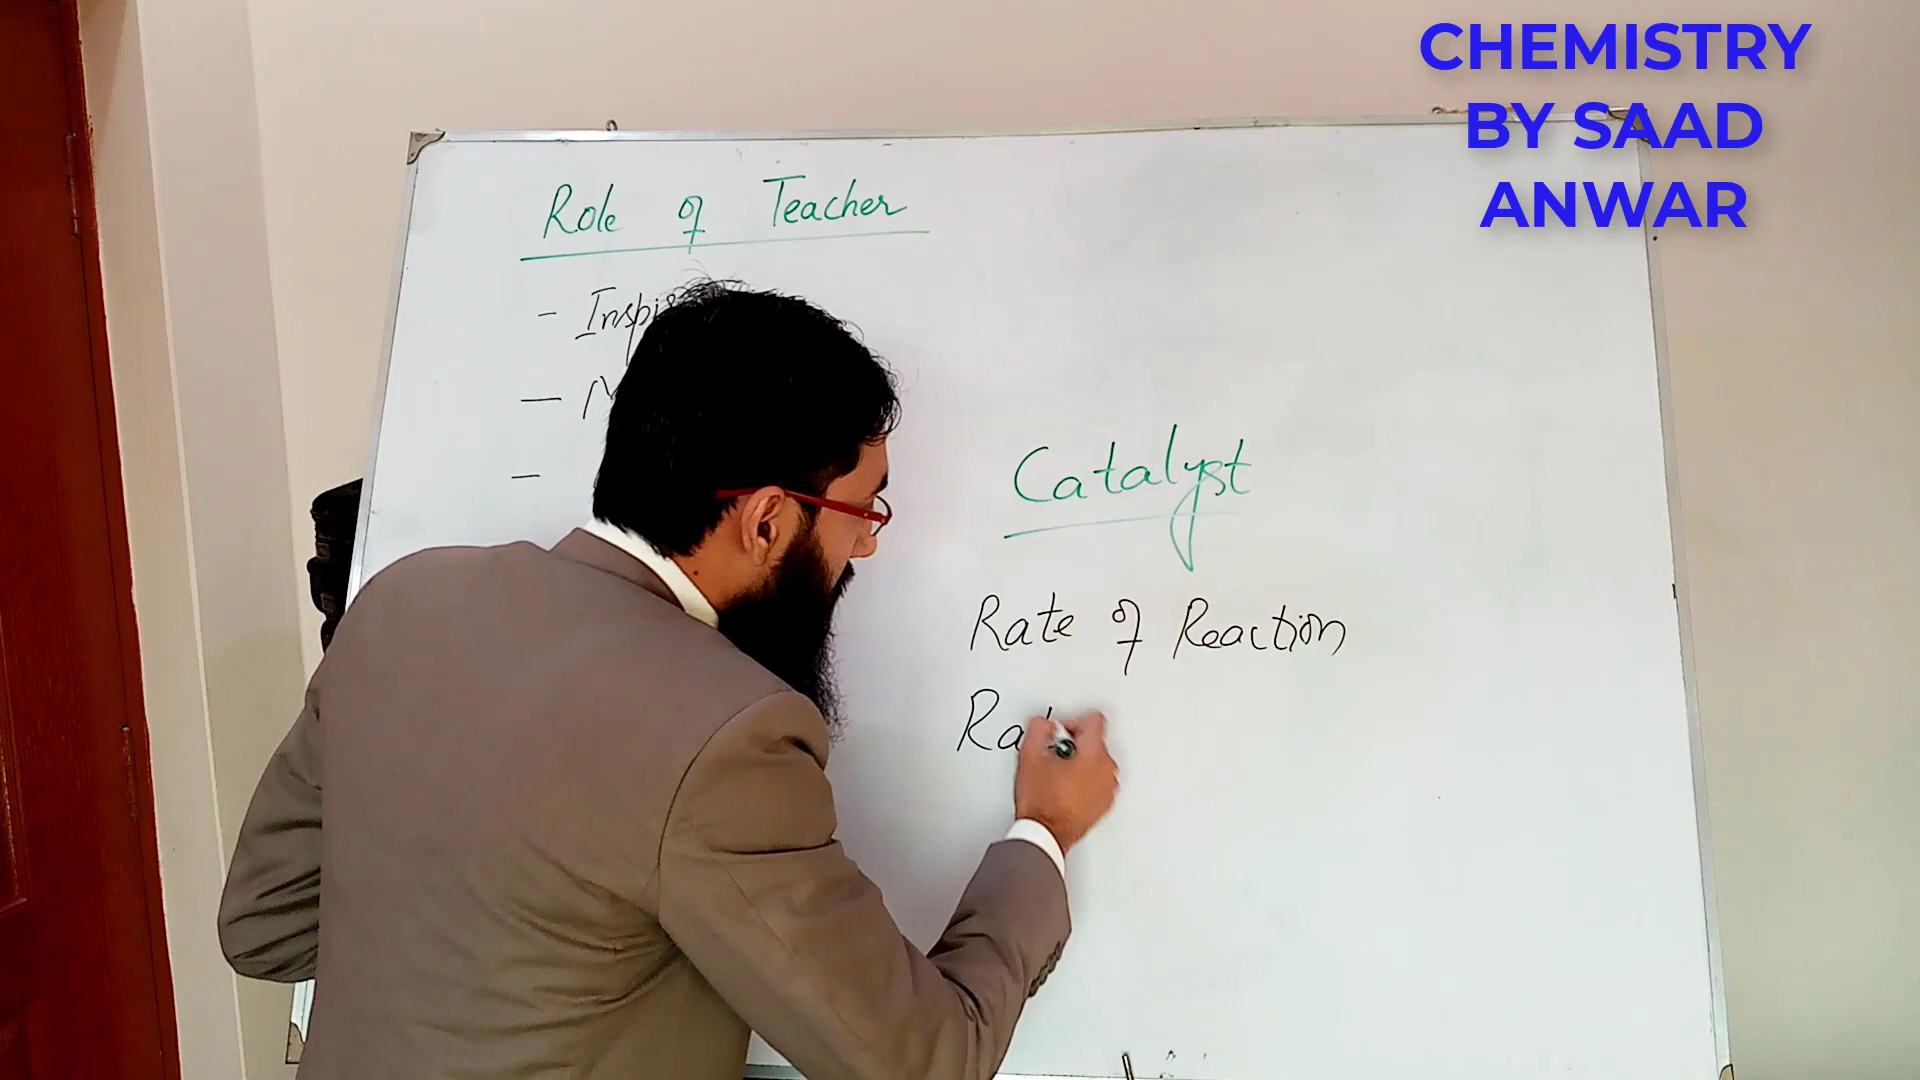 CHEMISTRY
BY SAAD
ANWAR
Role of Teacher
-
—
-
Catalyst
Rate of Reaction